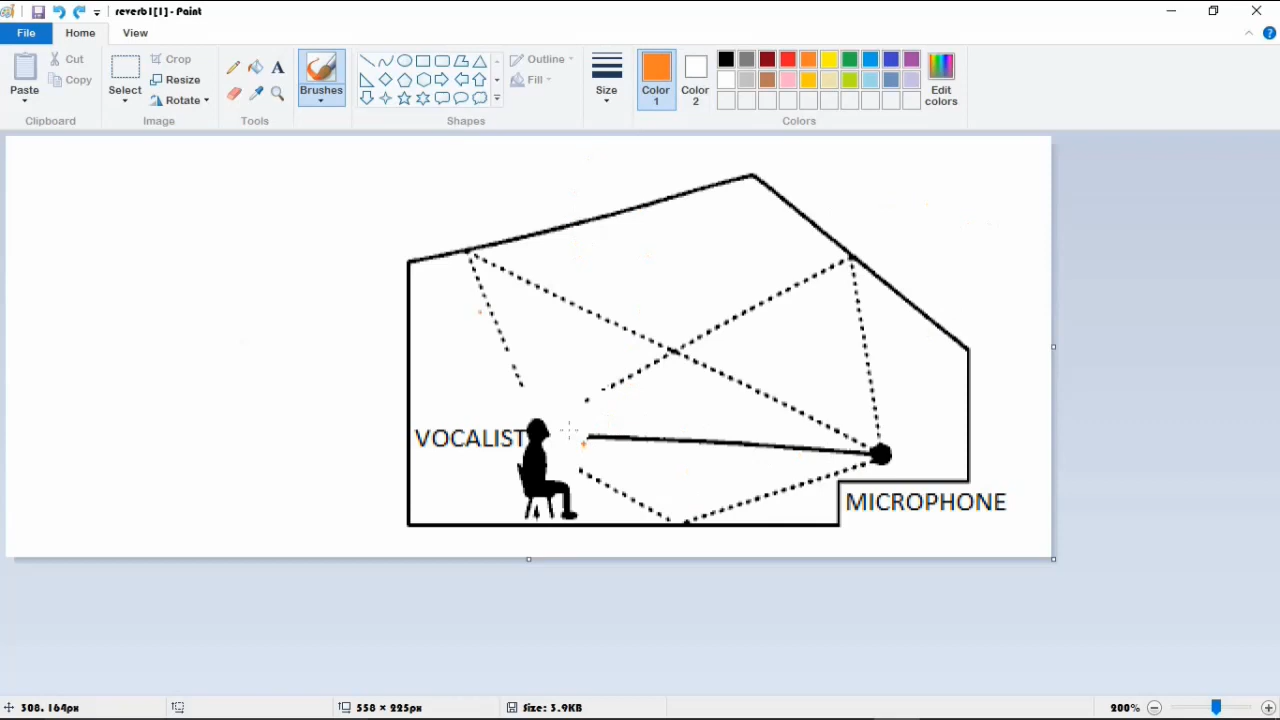 reverb1[1] - Paint
File Home View
Paste
Cut
Copy
Clipboard
Select
Crop
Resize
Rotate
Image
A
Tools
Brushes
Outline
Fill
Shapes
Size
Color 1
Color 2
Edit colors
Colors
VOCALIST
MICROPHONE
308, 164px
558 × 225px
Size: 3.9KB
200%